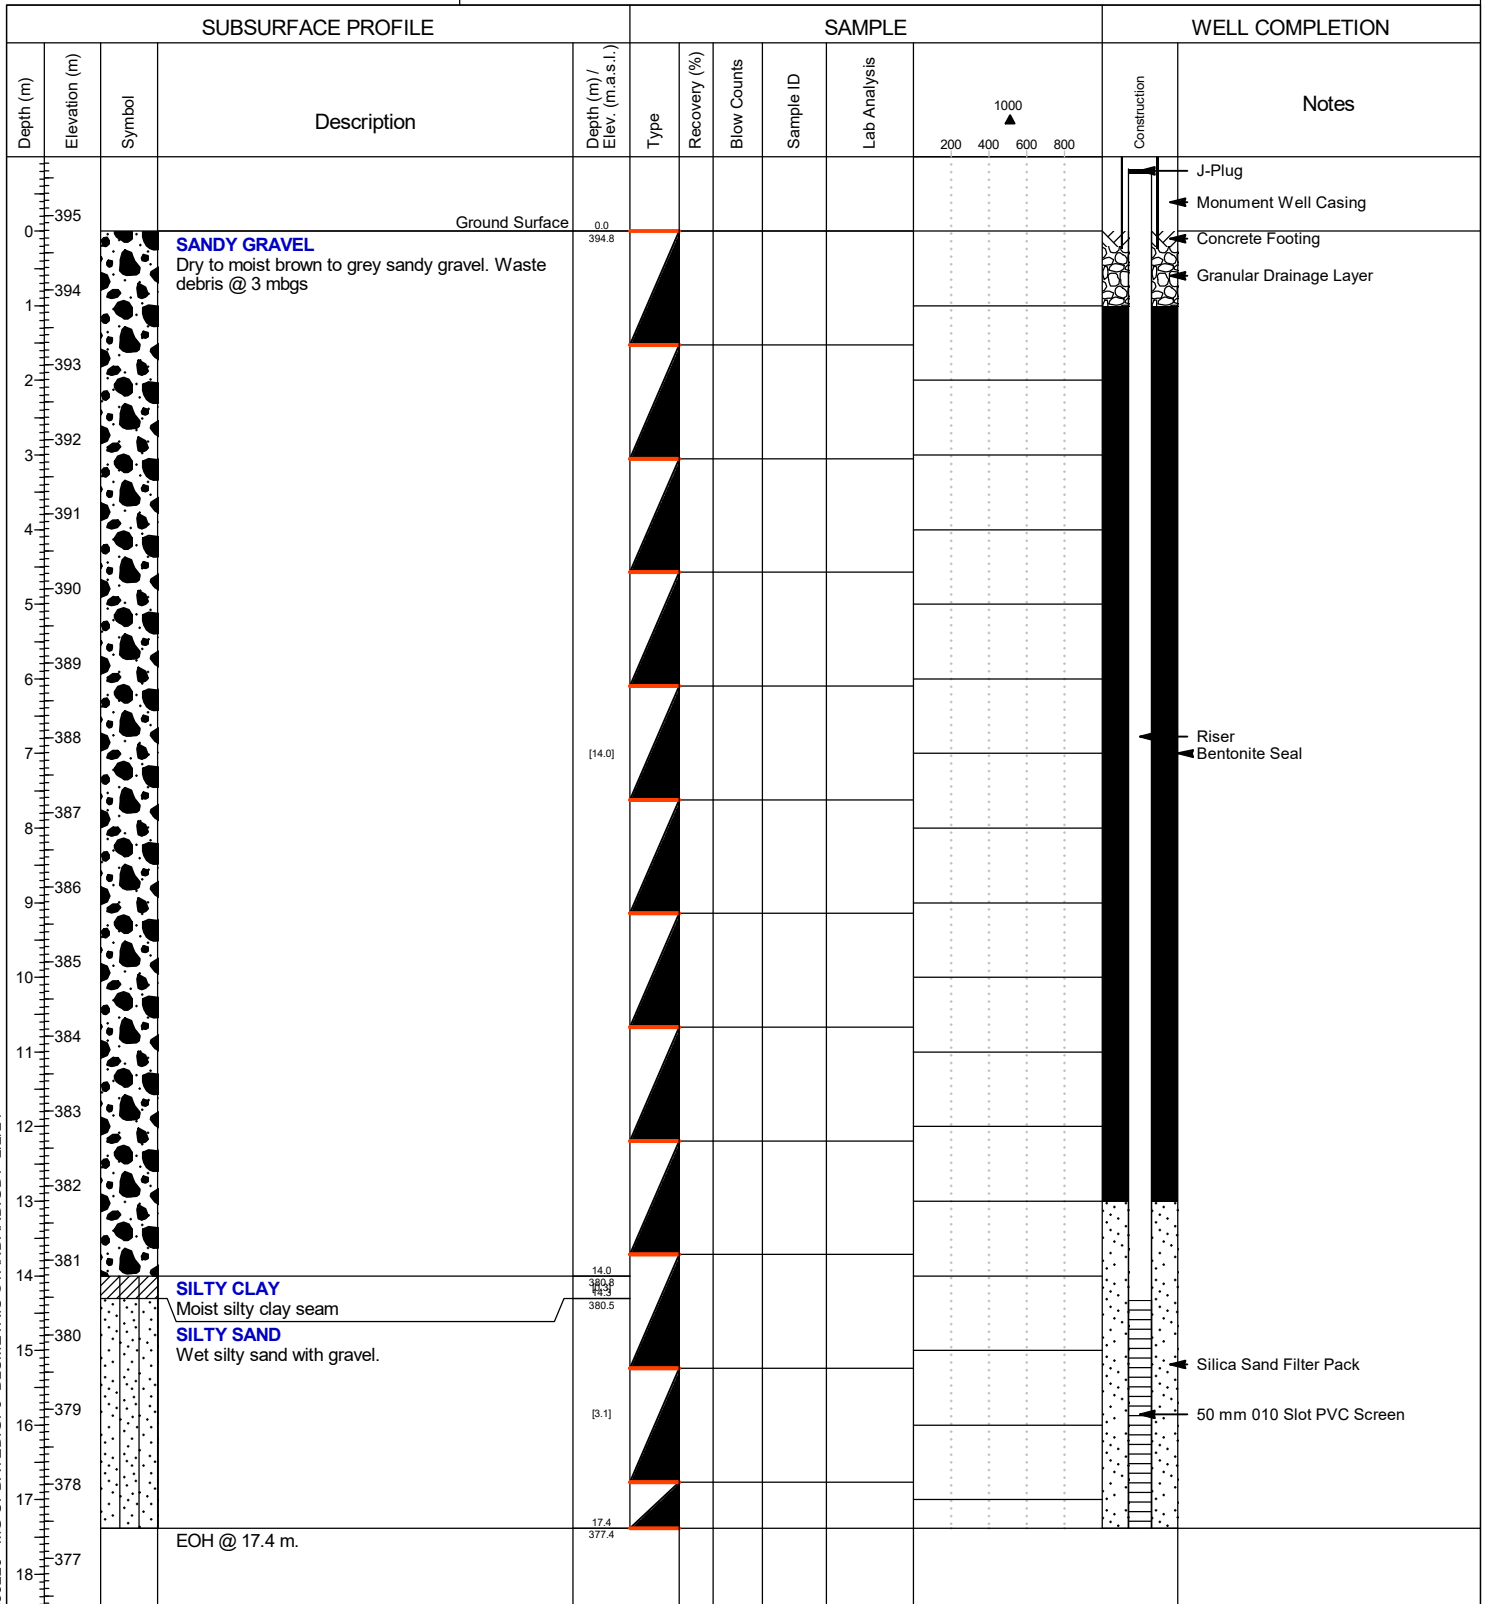 SUBSURFACE PROFILE
SAMPLE
WELL COMPLETION
Depth (m)
Elevation (m)
Symbol
Description
Depth (m) /
Elev. (m.a.s.l.)
Type
Recovery (%)
Blow Counts
Sample ID
Lab Analysis
1000
200 400 600 800
Construction
Notes
J-Plug
Monument Well Casing
395
Ground Surface
0
0.0
394.8
Concrete Footing
SANDY GRAVEL
Dry to moist brown to grey sandy gravel. Waste
debris @ 3 mbgs
Granular Drainage Layer
394
1
393
2
392
3
391
4
390
5
389
6
388
Riser
7
[14.0]
Bentonite Seal
387
8
386
9
385
10
384
11
383
12
382
13
381
14
14.0
380.8
14.3
380.5
SILTY CLAY
Moist silty clay seam
SILTY SAND
Wet silty sand with gravel.
380
15
Silica Sand Filter Pack
379
[3.1]
50 mm 010 Slot PVC Screen
16
378
17
17.4
377.4
EOH @ 17.4 m.
377
18